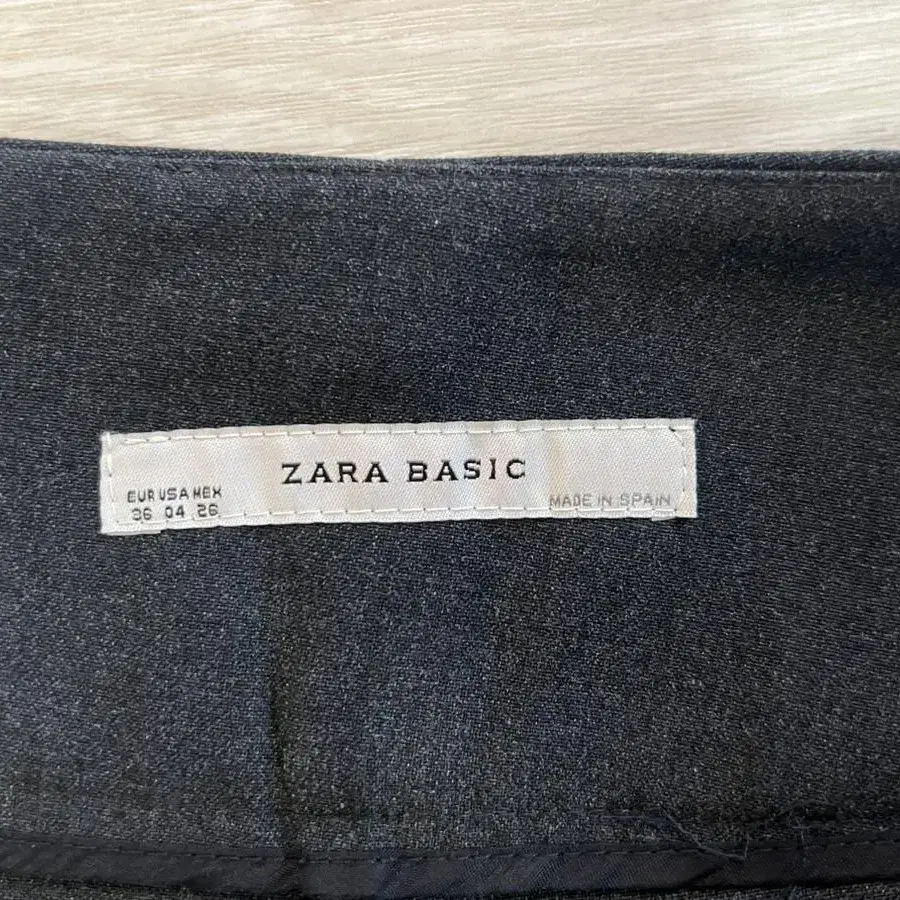 ZARA BASIC
EUR USA MEX
36 04 26
MADE IN SPAIN